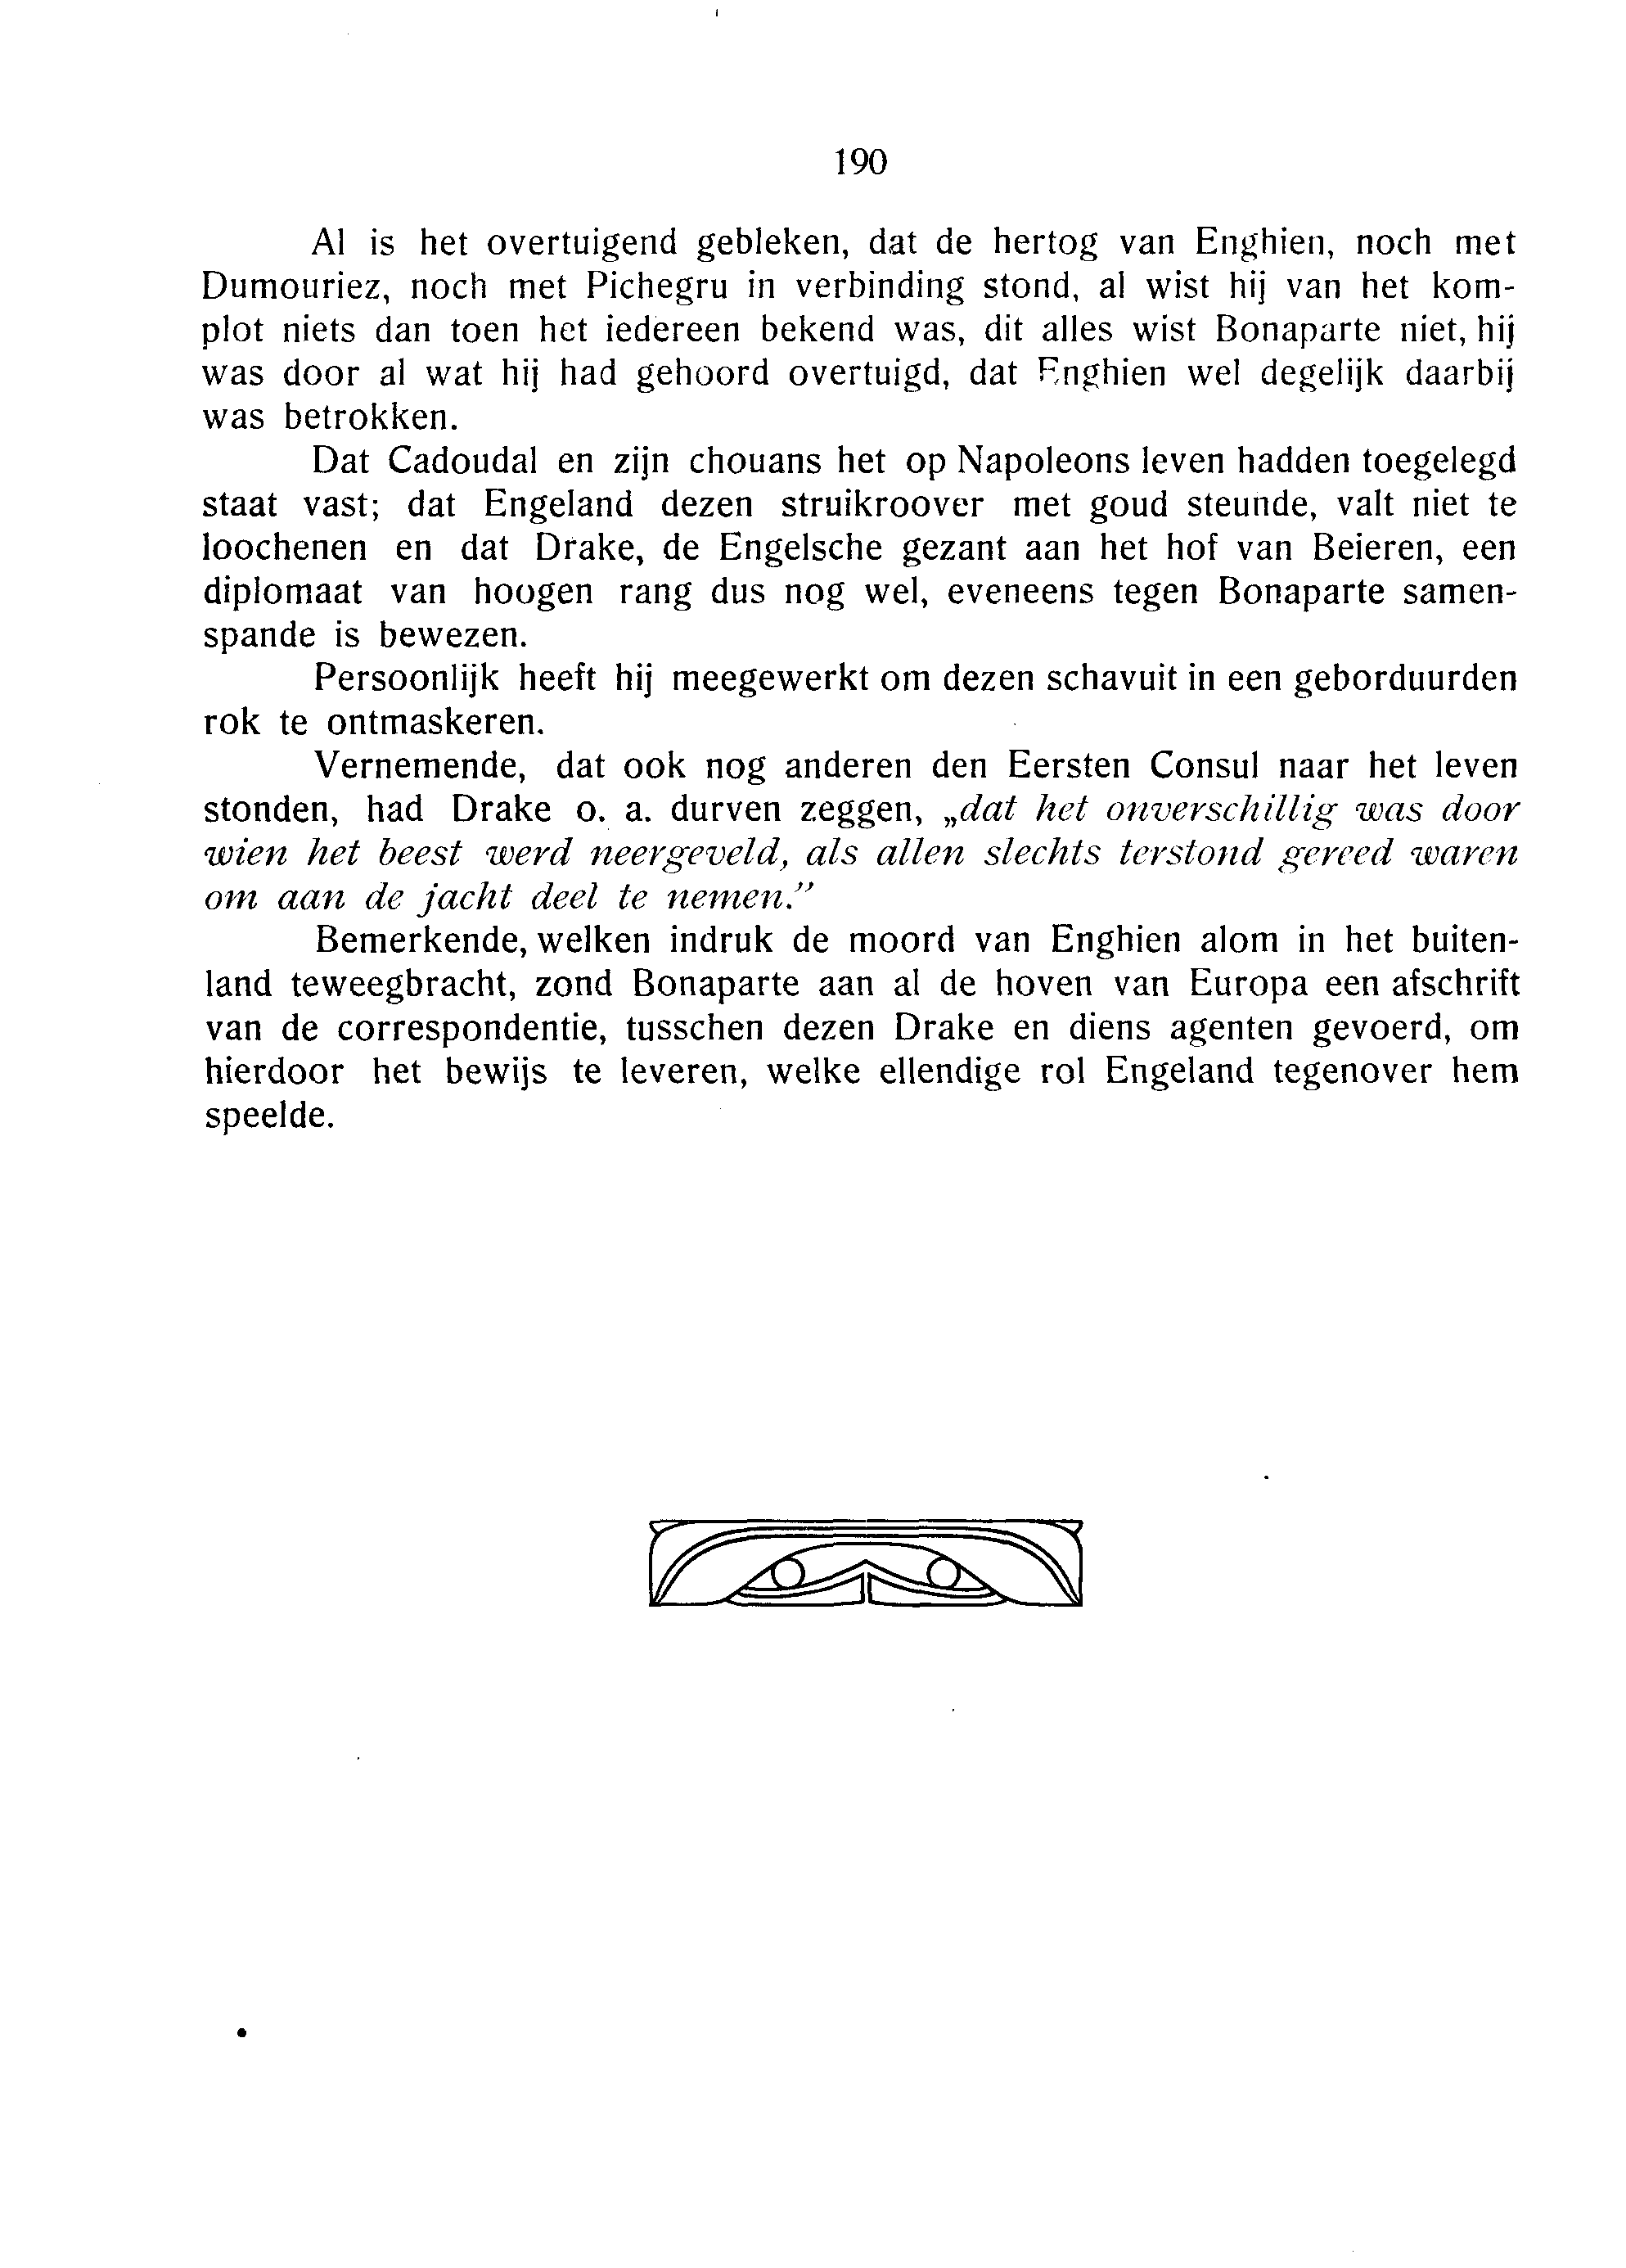 190
Al is het overtuigend gebleken, dat de hertog van Enghien, noch met
Dumouriez, noch met Pichegru in verbinding stond, al wist hij van het kom-
plot niets dan toen het iedereen bekend was, dit alles wist Bonaparte niet, hij
was door al wat hij had gehoord overtuigd, dat Enghien wel degelijk daarbij
was betrokken.
Dat Cadoudal en zijn chouans het op Napoleons leven hadden toegelegd
staat vast; dat Engeland dezen struikroover met goud steunde, valt niet te
loochenen en dat Drake, de Engelsche gezant aan het hof van Beieren, een
diplomaat van hoogen rang dus nog wel, eveneens tegen Bonaparte samen-
spande is bewezen.
Persoonlijk heeft hij meegewerkt om dezen schavuit in een geborduurden
rok te ontmaskeren.
Vernemende, dat ook nog anderen den Eersten Consul naar het leven
stonden, had Drake o. a. durven zeggen, „dat het onverschillig was door
wien het beest werd neergeveld, als allen slechts terstond gereed waren
om aan de jacht deel te nemen.”
Bemerkende, welken indruk de moord van Enghien alom in het buiten-
land teweegbracht, zond Bonaparte aan al de hoven van Europa een afschrift
van de correspondentie, tusschen dezen Drake en diens agenten gevoerd, om
hierdoor het bewijs te leveren, welke ellendige rol Engeland tegenover hem
speelde.